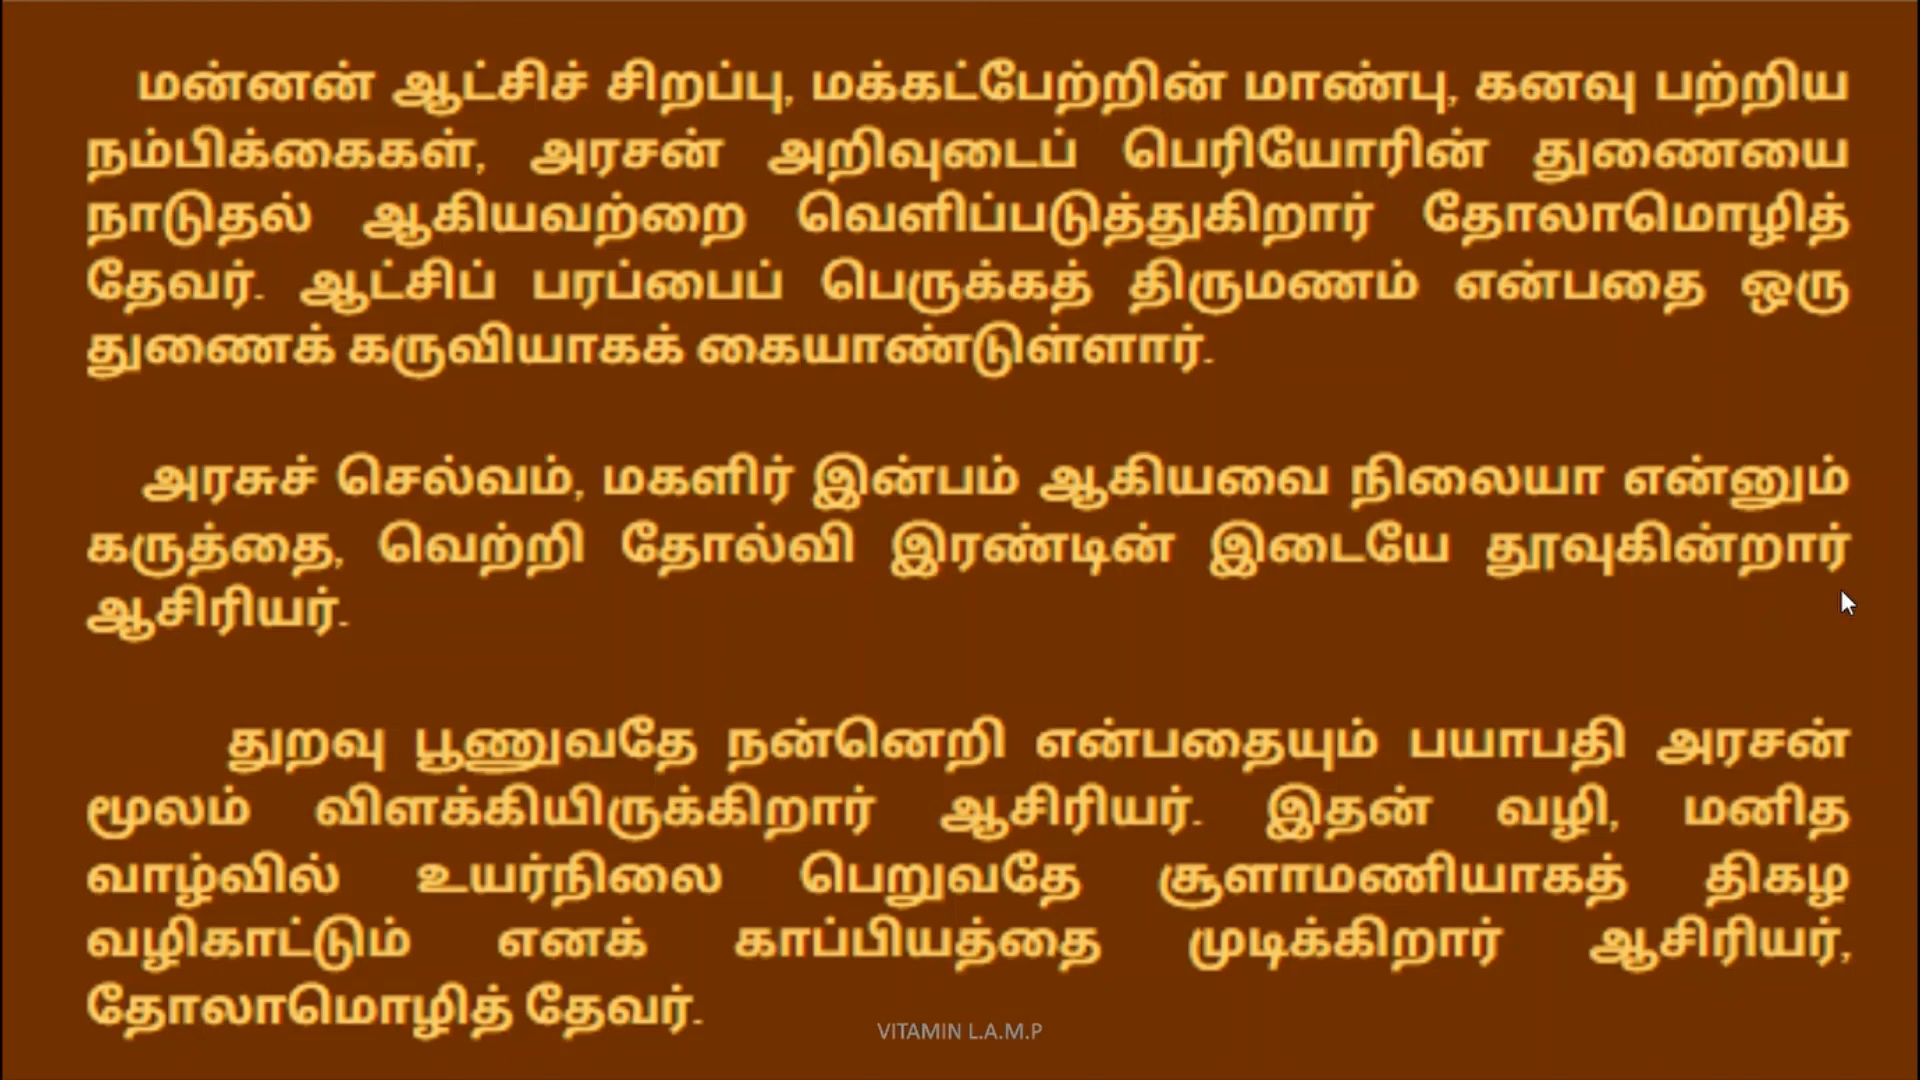 மன்னன் ஆட்சிச் சிறப்பு, மக்கட்பேற்றின் மாண்பு, கனவு பற்றிய
நம்பிக்கைகள், அரசன் அறிவுடைப் பெரியோரின் துணையை
நாடுதல் ஆகியவற்றை வெளிப்படுத்துகிறார் தோலாமொழித்
தேவர். ஆட்சிப் பரப்பைப் பெருக்கத் திருமணம் என்பதை ஒரு
துணைக் கருவியாகக் கையாண்டுள்ளார்.
அரசுச் செல்வம், மகளிர் இன்பம் ஆகியவை நிலையா என்னும்
கருத்தை, வெற்றி தோல்வி இரண்டின் இடையே தூவுகின்றார்
ஆசிரியர்.
துறவு பூணுவதே நன்னெறி என்பதையும் பயாபதி அரசன்
மூலம் விளக்கியிருக்கிறார் ஆசிரியர். இதன் வழி, மனித
வாழ்வில் உயர்நிலை பெறுவதே சூளாமணியாகத் திகழ
வழிகாட்டும் எனக் காப்பியத்தை முடிக்கிறார் ஆசிரியர்,
தோலாமொழித் தேவர்.
VITAMIN L.A.M.P